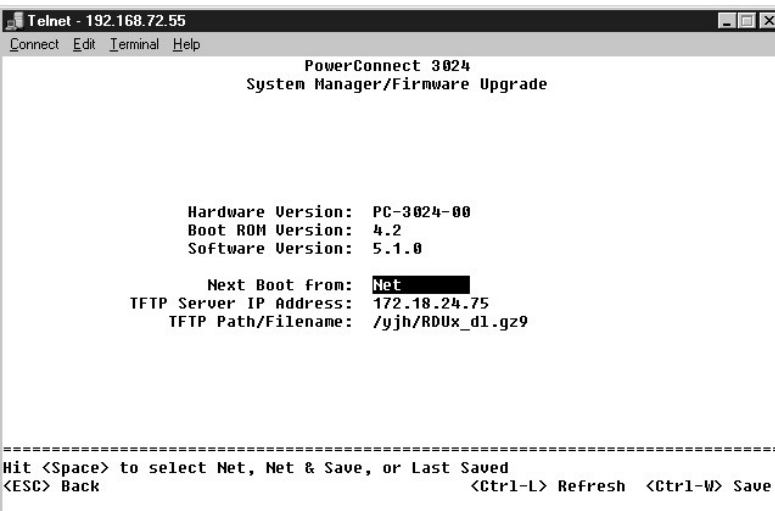 Telnet - 192.168.72.55
Connect Edit Terminal Help
PowerConnect 3024
System Manager/Firmware Upgrade
Hardware Version: PC-3024-00
Boot ROM Version: 4.2
Software Version: 5.1.0
Next Boot from: Net
TFTP Server IP Address: 172.18.24.75
TFTP Path/Filename: /yjh/RDUx_dl.gz9
Hit <Space> to select Net, Net & Save, or Last Saved
<ESC> Back <Ctrl-L> Refresh <Ctrl-W> Save